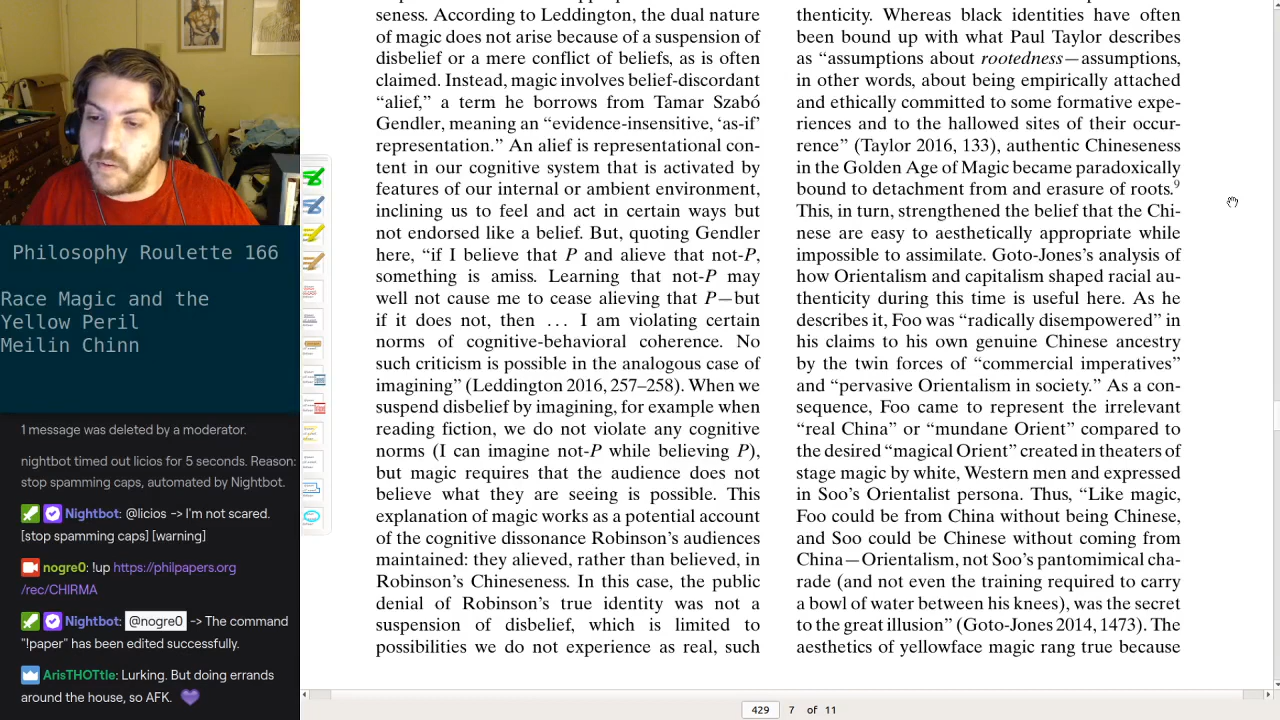 Philosophy Roulette 166
Race Magic and the
Yellow Peril
Meilin Chinn
1 message was deleted by a moderator.
nightbot timed out licios for 5 seconds. Reason:
stop spamming caps, automated by Nightbot.
Nightbot: @licios -> I'm not scared.
[stop spamming caps] [warning]
nogre0: !up https://philpapers.org
/rec/CHIRMA
Nightbot: @nogre0 -> The command
"!paper" has been edited successfully.
ArisTHOTtle: Lurking. But doing errands
around the house, so AFK.
seness. According to Leddington, the dual nature
of magic does not arise because of a suspension of
disbelief or a mere conflict of beliefs, as is often
claimed. Instead, magic involves belief-discordant
“alief,” a term he borrows from Tamar Szabó
Gendler, meaning an “evidence-insensitive, ‘as-if’
representation.” An alief is representational con-
tent in our cognitive system that is activated by
features of our internal or ambient environment,
inclining us to feel and act in certain ways, but
not endorsed like a belief. But, quoting Gendler
here, “if I believe that P and alieve that not-P,
something is amiss. Learning that not-P may well
not cause me to cease alieving that P—but if
it does not, then . . . I am violating certain
norms of cognitive-behavioral coherence. No
such criticism is possible in the analogous case of
imagining” (Leddington 2016, 257–258). When we
suspend disbelief by imagining, for example when
reading fiction, we do not violate any coherence
norms (I can imagine not-P while believing P),
but magic requires that the audience does not
believe what they are seeing is possible. Such an
explanation of magic provides a partial diagnosis
of the cognitive dissonance Robinson’s audiences
maintained: they alieved, rather than believed, in
Robinson’s Chineseness. In this case, the public
denial of Robinson’s true identity was not a
suspension of disbelief, which is limited to
possibilities we do not experience as real, such
thenticity. Whereas black identities have often
been bound up with what Paul Taylor describes
as “assumptions about rootedness—assumptions,
in other words, about being empirically attached
and ethically committed to some formative expe-
riences and to the hallowed sites of their occur-
rence” (Taylor 2016, 133), authentic Chineseness
in the Golden Age of Magic became paradoxically
bound to detachment from and erasure of roots.
This in turn, strengthened the belief that the Chi-
nese are easy to aesthetically appropriate while
impossible to assimilate. Goto-Jones’s analysis of
how Orientalism and capitalism shaped racial au-
thenticity during this time is helpful here. As he
describes it, Foo was “radically disempowered” in
his claims to his own genuine Chinese ancestry
by the twin forces of “commercial imperatives”
and “pervasive Orientalism in society.” As a con-
sequence, Foo came to represent the irrelevant
“real China” or “mundane Orient” compared to a
fantasied “magical Orient” created through the
stage magic by white, Western men and expressive
of the Orientalism of the period. Thus, “like magic,
Foo could be from China without being Chinese,
and Soo could be Chinese without coming from
China—Orientalism, not Soo’s pantomimical cha-
rade (and not even the training required to carry
a bowl of water between his knees), was the secret
to the great illusion” (Goto-Jones 2014, 1473). The
aesthetics of yellowface magic rang true because
429 7 of 11